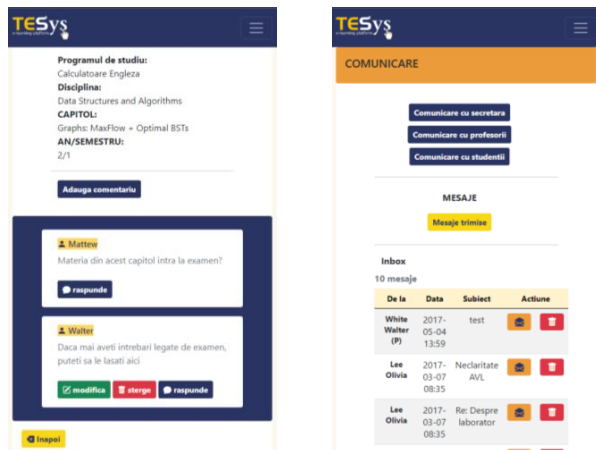 TESys
Programul de studiu:
Calculatoare Engleza
Disciplina:
Data Structures and Algorithms
CAPITOL:
Graphs: MaxFlow + Optimal BSTs
AN/SEMESTRU:
2/1
Adauga comentariu
Mattew
Materia din acest capitol intra la examen?
raspunde
Walter
Daca mai aveti intrebari legate de examen,
puteti sa le lasati aici
modifica sterge raspunde
Inapoi
TESys
COMUNICARE
Comunicare cu secretara
Comunicare cu profesorii
Comunicare cu studentii
MESAJE
Mesaje trimise
Inbox
10 mesaje
De la Data Subiect Actiune
White 2017- test
Walter 05-04
(P) 13:59
Lee 2017- Neclaritate
Olivia 03-07 AVL
08:35
Lee 2017- Re: Despre
Olivia 03-07 laborator
08:35